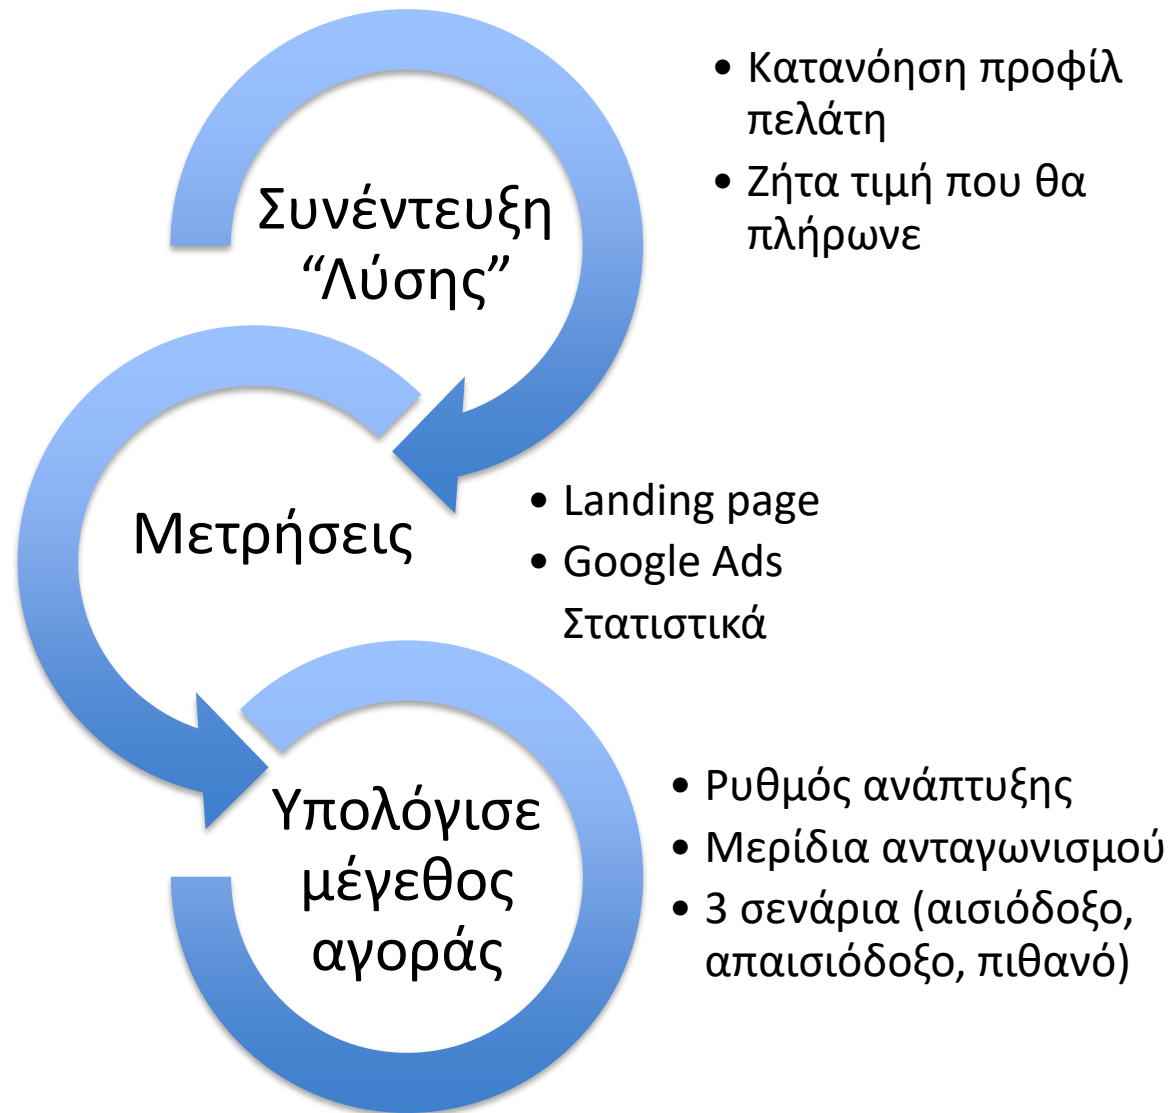 Συνέντευξη
“Λύσης”
• Κατανόηση προφίλ
πελάτη
• Ζήτα τιμή που θα
πλήρωνε
Μετρήσεις
• Landing page
• Google Ads
Στατιστικά
Υπολόγισε
μέγεθος
αγοράς
• Ρυθμός ανάπτυξης
• Μερίδια ανταγωνισμού
• 3 σενάρια (αισιόδοξο,
απαισιόδοξο, πιθανό)